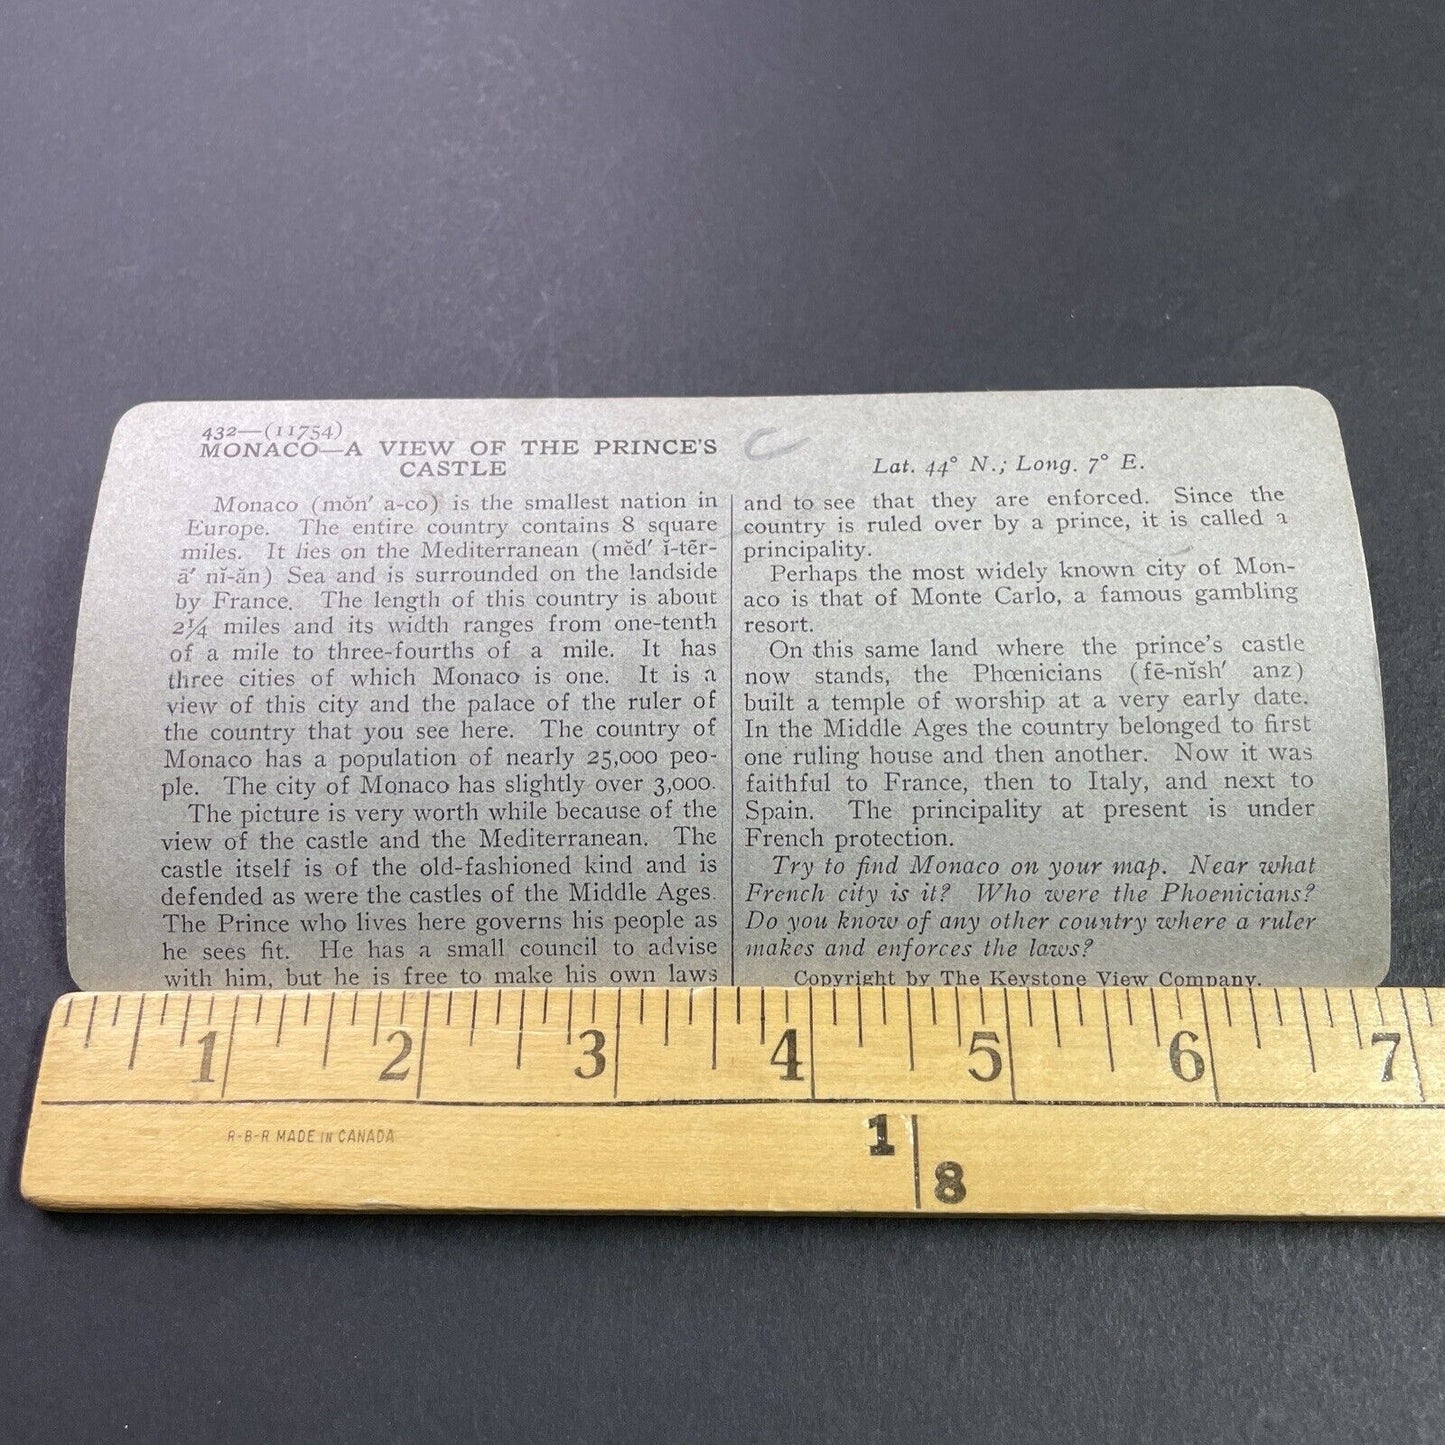 432—(11754)
MONACO—A VIEW OF THE PRINCE'S
CASTLE
Monaco (mŏn′ a-co) is the smallest nation in
Europe. The entire country contains 8 square
miles. It lies on the Mediterranean (mĕd′ ĭ-tẽr-
ā′ nĭ-ăn) Sea and is surrounded on the landside
by France. The length of this country is about
2¼ miles and its width ranges from one-tenth
of a mile to three-fourths of a mile. It has
three cities of which Monaco is one. It is a
view of this city and the palace of the ruler of
the country that you see here. The country of
Monaco has a population of nearly 25,000 peo-
ple. The city of Monaco has slightly over 3,000.
The picture is very worth while because of the
view of the castle and the Mediterranean. The
castle itself is of the old-fashioned kind and is
defended as were the castles of the Middle Ages.
The Prince who lives here governs his people as
he sees fit. He has a small council to advise
with him, but he is free to make his own laws
C
Lat. 44° N.; Long. 7° E.
and to see that they are enforced. Since the
country is ruled over by a prince, it is called a
principality.
Perhaps the most widely known city of Mon-
aco is that of Monte Carlo, a famous gambling
resort.
On this same land where the prince's castle
now stands, the Phœnicians (fē-nĭsh′ anz)
built a temple of worship at a very early date.
In the Middle Ages the country belonged to first
one ruling house and then another. Now it was
faithful to France, then to Italy, and next to
Spain. The principality at present is under
French protection.
Try to find Monaco on your map. Near what
French city is it? Who were the Phoenicians?
Do you know of any other country where a ruler
makes and enforces the laws?
Copyright by The Keystone View Company.
1 2 3 4 5 6 7
R-B-R MADE IN CANADA
1
8